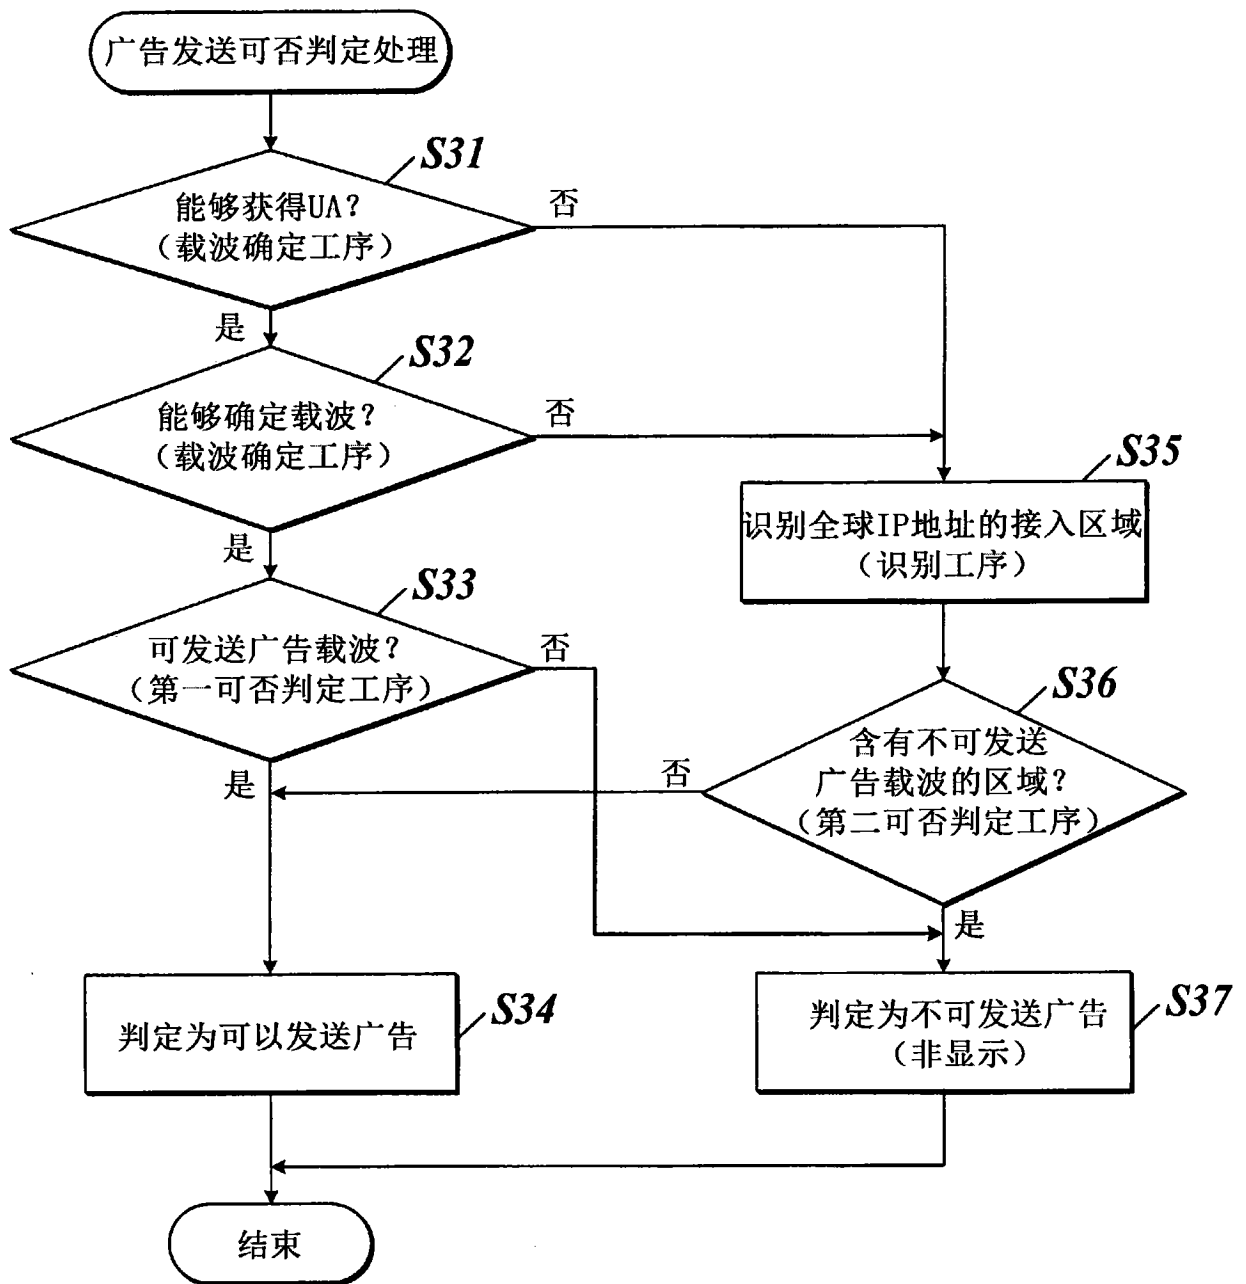 广告发送可否判定处理
S31
能够获得UA?
(载波确定工序)
否
是
S32
能够确定载波?
(载波确定工序)
否
是
S35
识别全球IP地址的接入区域
(识别工序)
S33
可发送广告载波?
(第一可否判定工序)
否
是
S36
含有不可发送
广告载波的区域?
(第二可否判定工序)
否
是
S34
判定为可以发送广告
S37
判定为不可发送广告
(非显示)
结束